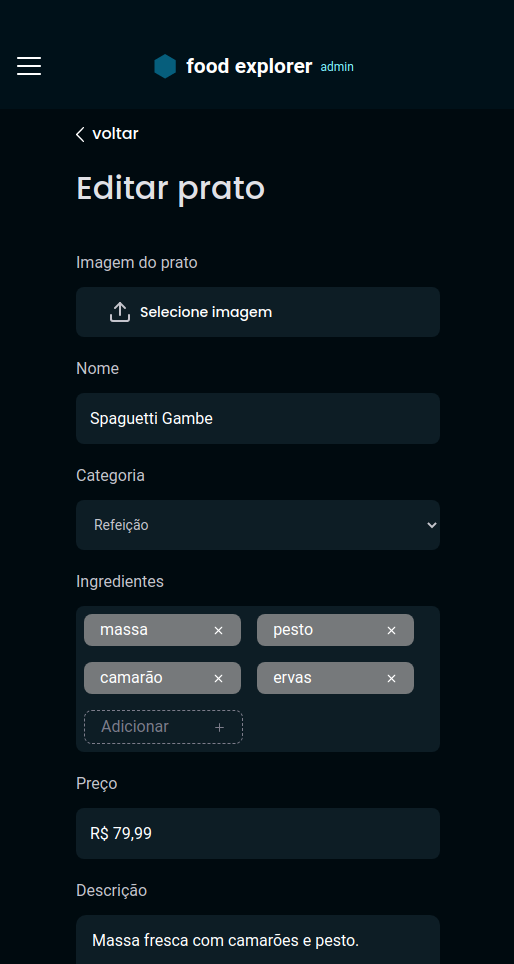 food explorer admin
voltar
Editar prato
Imagem do prato
Selecione imagem
Nome
Spaguetti Gambe
Categoria
Refeição
Ingredientes
massa × pesto ×
camarão × ervas ×
Adicionar +
Preço
R$ 79,99
Descrição
Massa fresca com camarões e pesto.